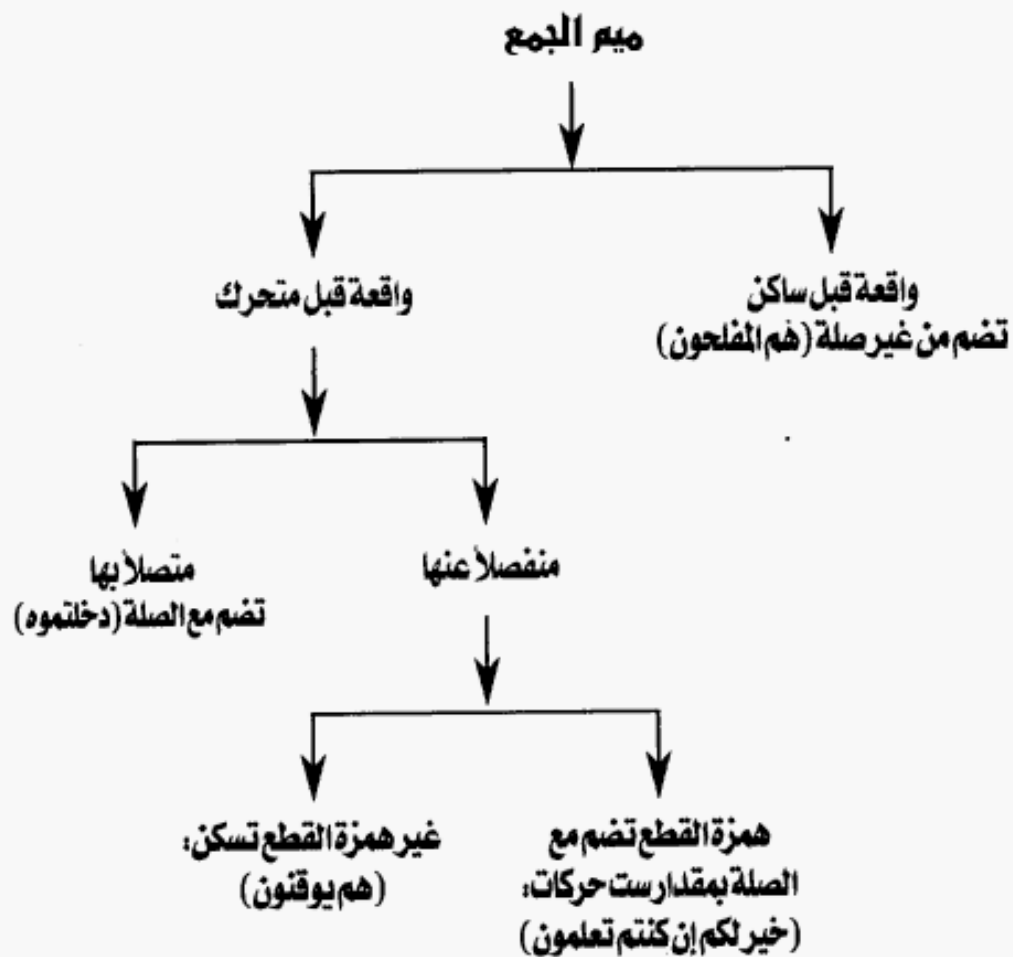 ميم الجمع
واقعة قبل ساكن
تضم من غير صلة (هم المفلحون)
واقعة قبل متحرك
منفصلاً عنها
متصلاً بها
تضم مع الصلة (دخلتموه)
همزة القطع تضم مع
الصلة بمقدار ست حركات:
(خير لكم إن كنتم تعلمون)
غير همزة القطع تسكن:
(هم يوقنون)